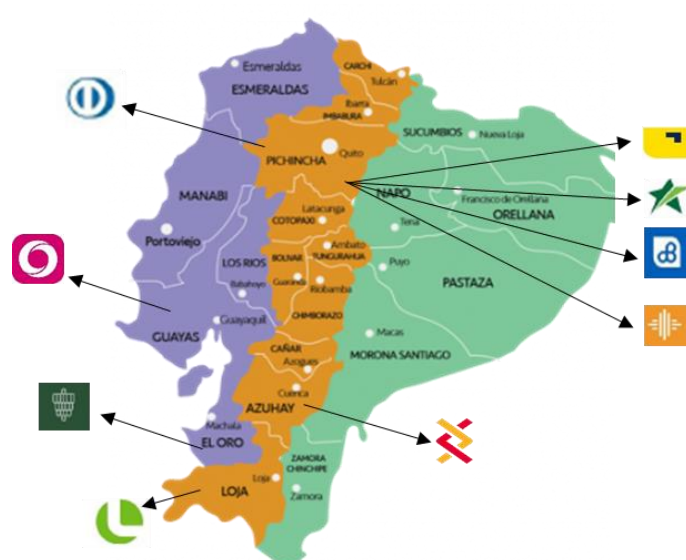 Esmeraldas
ESMERALDAS
CARCHI
Tulcán
Ibarra
IMBABURA
SUCUMBIOS
Nueva Loja
PICHINCHA
Quito
MANABI
NAPO
Francisco de Orellana
ORELLANA
Latacunga
COTOPAXI
Portoviejo
Tena
Ambato
LOS RIOS
BOLIVAR
TUNGURAHUA
Puyo
Guaranda
Riobamba
PASTAZA
Babahoyo
CHIMBORAZO
GUAYAS
Guayaquil
Macas
CAÑAR
MORONA SANTIAGO
Azogues
Cuenca
AZUHAY
Machala
EL ORO
ZAMORA
CHINCHIPE
Loja
LOJA
Zamora